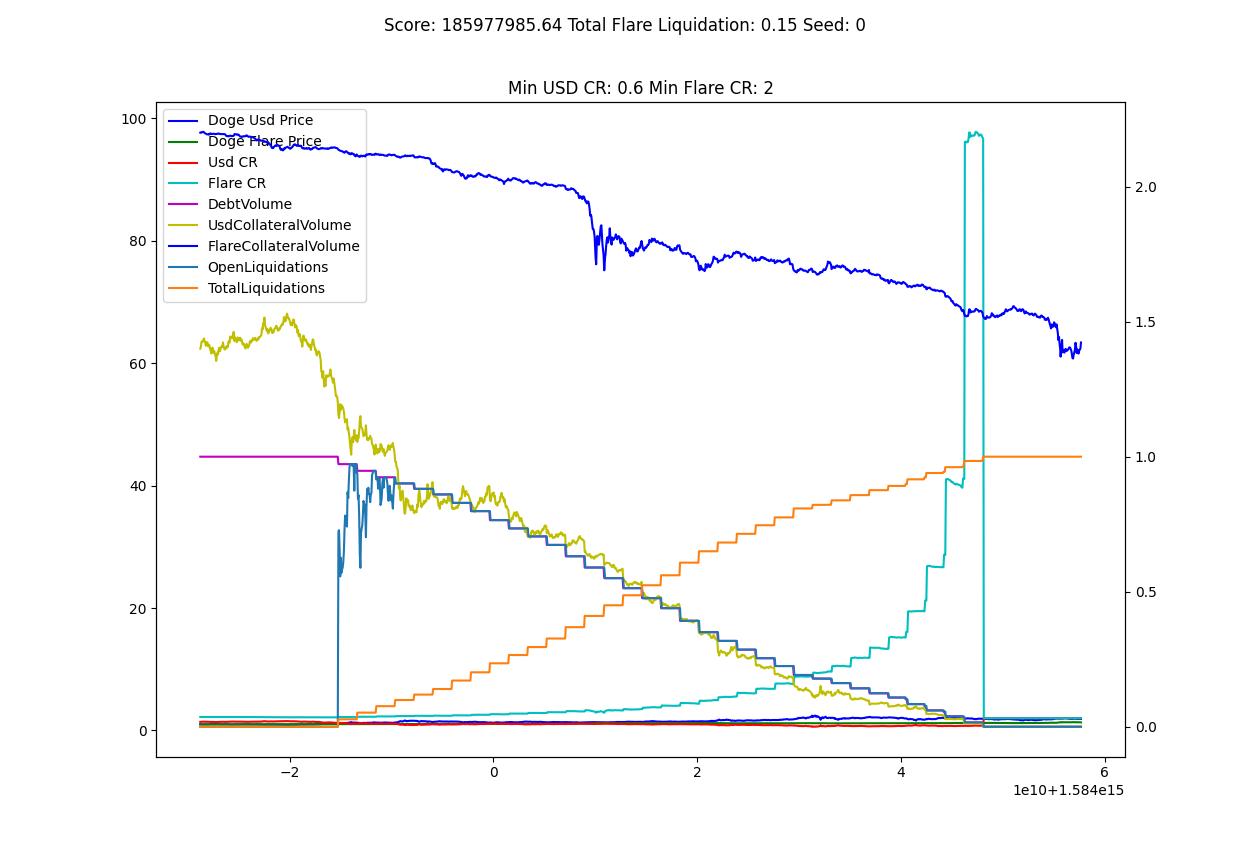 Score: 185977985.64 Total Flare Liquidation: 0.15 Seed: 0
Min USD CR: 0.6 Min Flare CR: 2
Doge Usd Price
Doge Flare Price
Usd CR
Flare CR
DebtVolume
UsdCollateralVolume
FlareCollateralVolume
OpenLiquidations
TotalLiquidations
100
80
60
40
20
0
2.0
1.5
1.0
0.5
0.0
−2
0
2
4
6
1e10+1.584e15